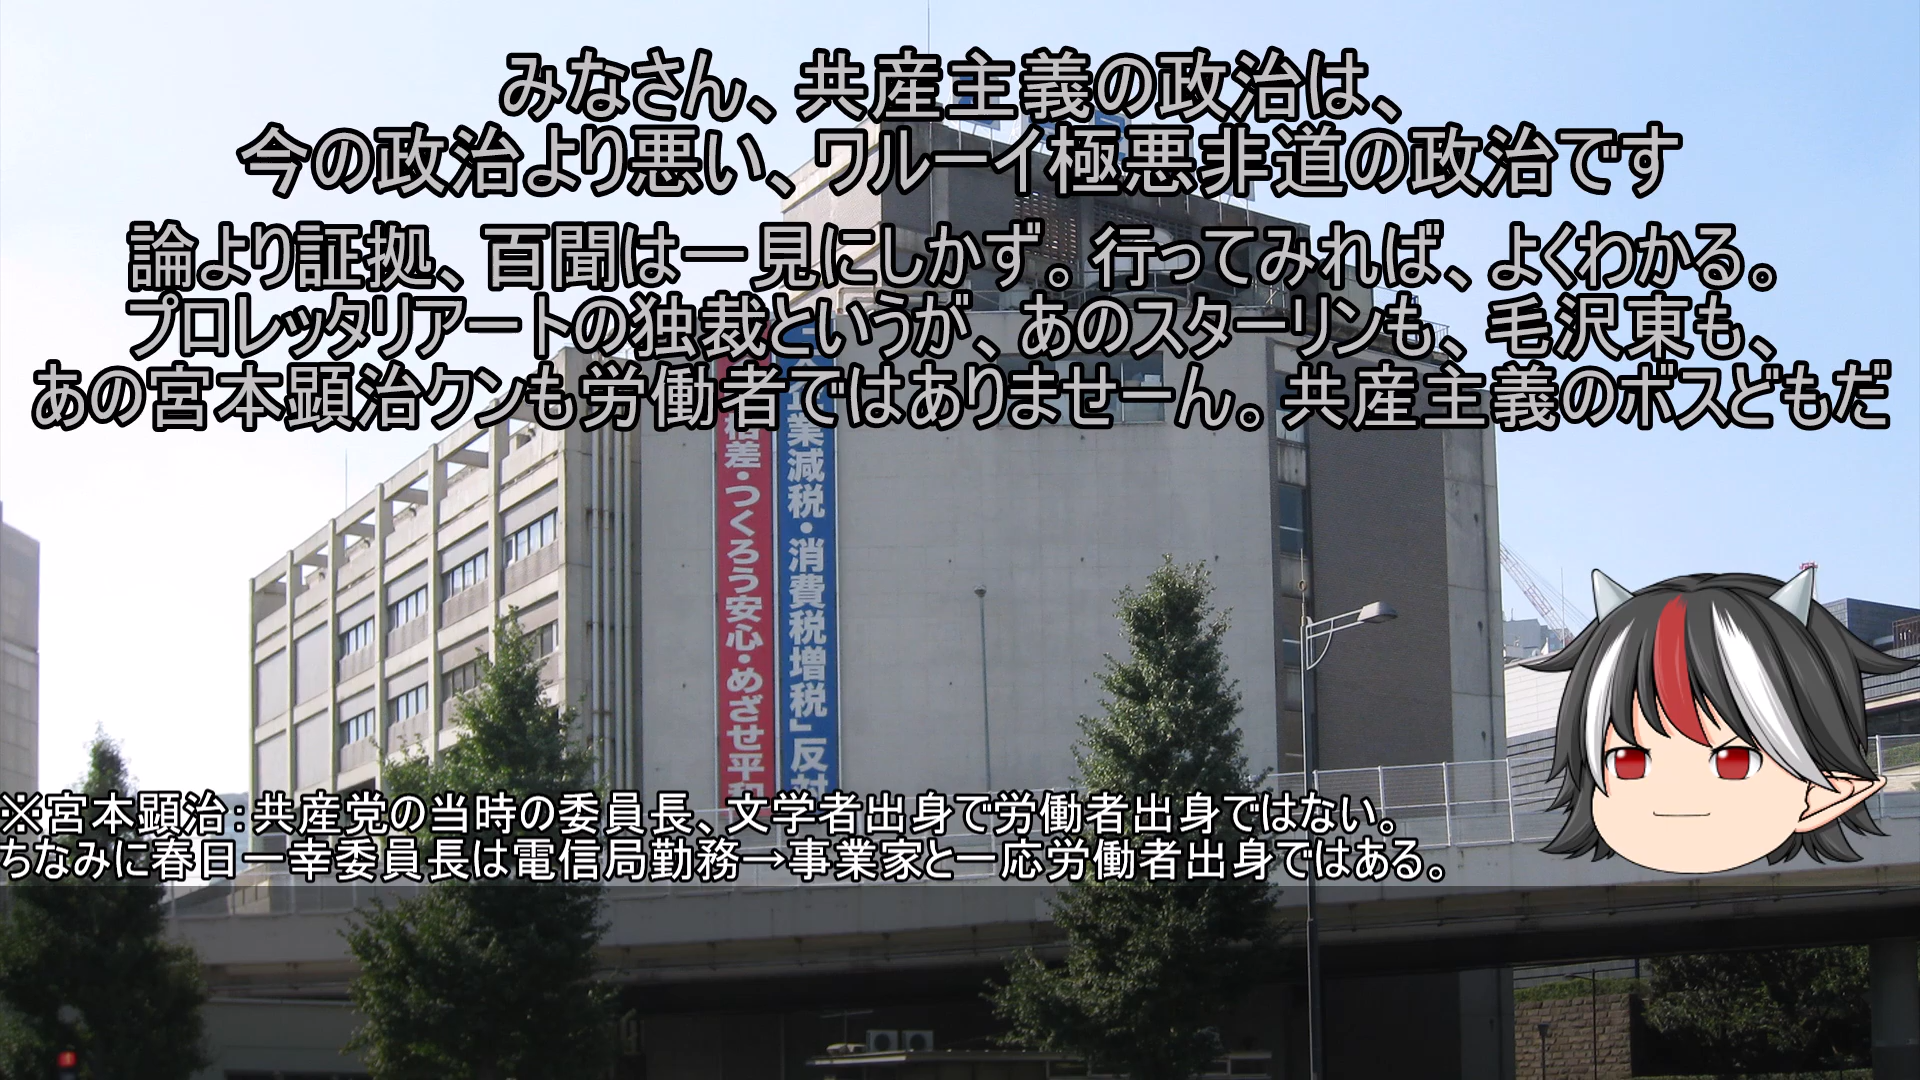 みなさん、共産主義の政治は、
今の政治より悪い、ワルーイ極悪非道の政治です
論より証拠、百聞は一見にしかず。行ってみれば、よくわかる。
プロレッタリアートの独裁というが、あのスターリンも、毛沢東も、
あの宮本顕治クンも労働者ではありませーん。共産主義のボスどもだ
差・つくろう安心・めざせ平和
業減税・消費税増税」反対
※宮本顕治：共産党の当時の委員長、文学者出身で労働者出身ではない。
ちなみに春日一幸委員長は電信局勤務→事業家と一応労働者出身ではある。